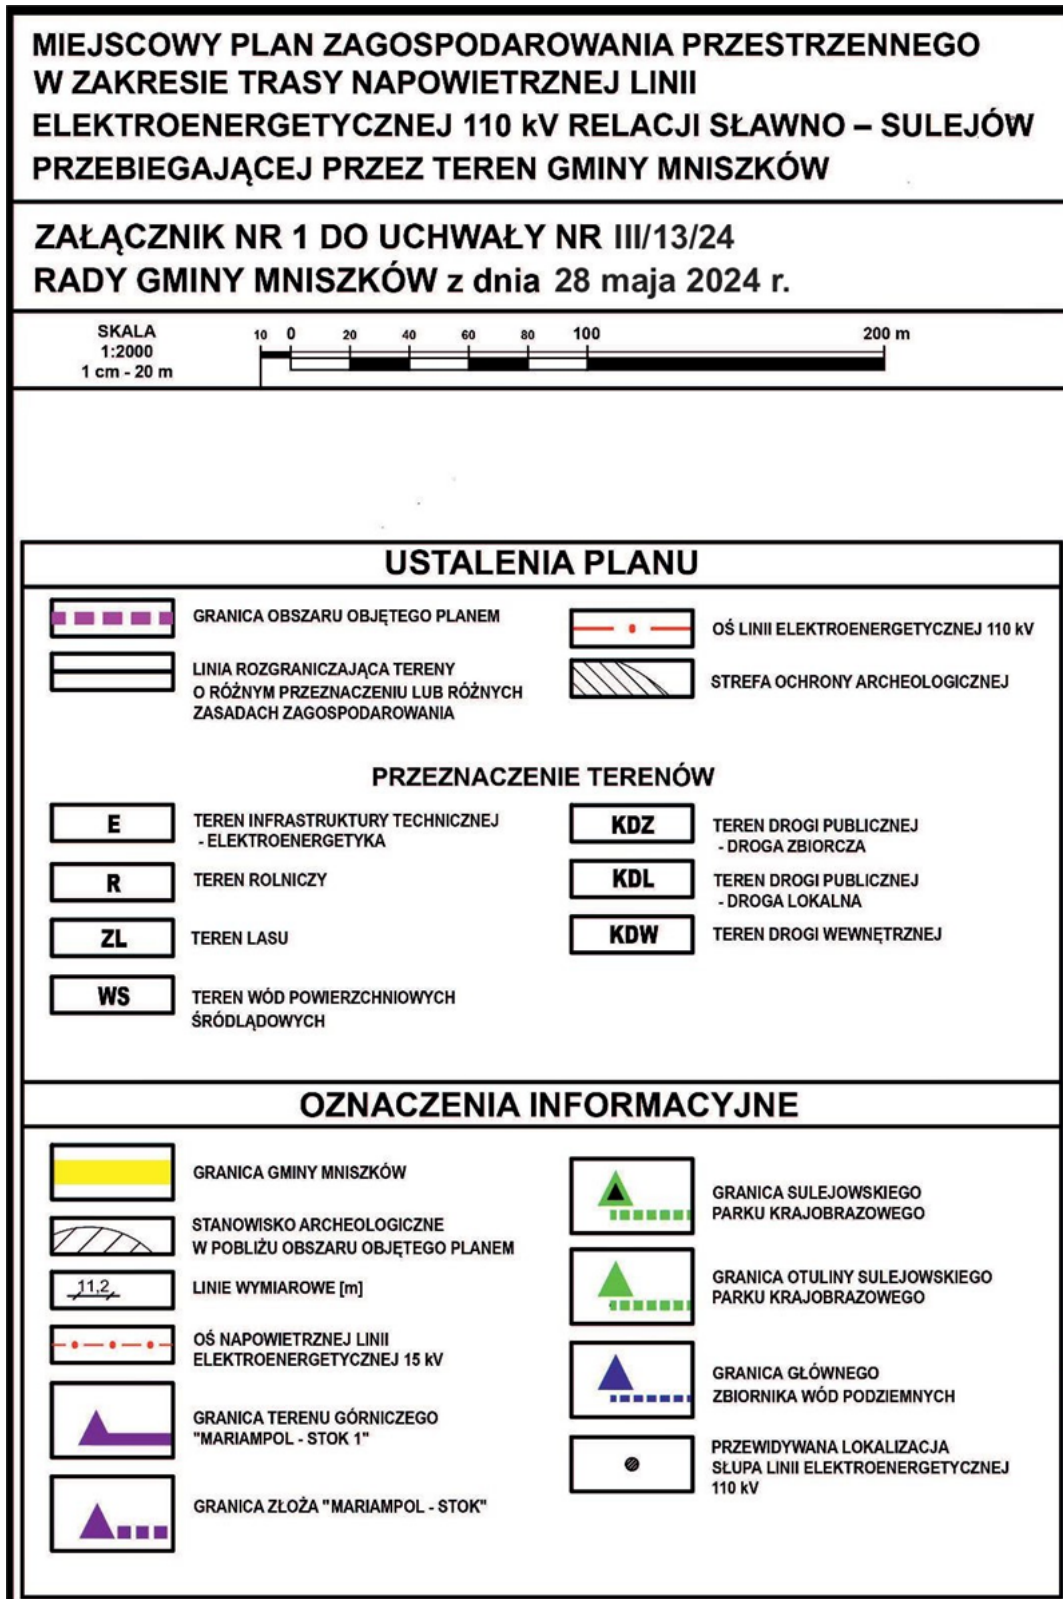 MIEJSCOWY PLAN ZAGOSPODAROWANIA PRZESTRZENNEGO
W ZAKRESIE TRASY NAPOWIETRZNEJ LINII
ELEKTROENERGETYCZNEJ 110 kV RELACJI SŁAWNO – SULEJÓW
PRZEBIEGAJĄCEJ PRZEZ TEREN GMINY MNISZKÓW
ZAŁĄCZNIK NR 1 DO UCHWAŁY NR III/13/24
RADY GMINY MNISZKÓW z dnia 28 maja 2024 r.
SKALA
1:2000
1 cm - 20 m
10 0 20 40 60 80 100 200 m
USTALENIA PLANU
GRANICA OBSZARU OBJĘTEGO PLANEM
LINIA ROZGRANICZAJĄCA TERENY
O RÓŻNYM PRZEZNACZENIU LUB RÓŻNYCH
ZASADACH ZAGOSPODAROWANIA
OŚ LINII ELEKTROENERGETYCZNEJ 110 kV
STREFA OCHRONY ARCHEOLOGICZNEJ
PRZEZNACZENIE TERENÓW
E TEREN INFRASTRUKTURY TECHNICZNEJ
- ELEKTROENERGETYKA
R TEREN ROLNICZY
ZL TEREN LASU
WS TEREN WÓD POWIERZCHNIOWYCH
ŚRÓDLĄDOWYCH
KDZ TEREN DROGI PUBLICZNEJ
- DROGA ZBIORCZA
KDL TEREN DROGI PUBLICZNEJ
- DROGA LOKALNA
KDW TEREN DROGI WEWNĘTRZNEJ
OZNACZENIA INFORMACYJNE
GRANICA GMINY MNISZKÓW
STANOWISKO ARCHEOLOGICZNE
W POBLIŻU OBSZARU OBJĘTEGO PLANEM
11,2 LINIE WYMIAROWE [m]
OŚ NAPOWIETRZNEJ LINII
ELEKTROENERGETYCZNEJ 15 kV
GRANICA TERENU GÓRNICZEGO
"MARIAMPOL - STOK 1"
GRANICA ZŁOŻA "MARIAMPOL - STOK"
GRANICA SULEJOWSKIEGO
PARKU KRAJOBRAZOWEGO
GRANICA OTULINY SULEJOWSKIEGO
PARKU KRAJOBRAZOWEGO
GRANICA GŁÓWNEGO
ZBIORNIKA WÓD PODZIEMNYCH
PRZEWIDYWANA LOKALIZACJA
SŁUPA LINII ELEKTROENERGETYCZNEJ
110 kV